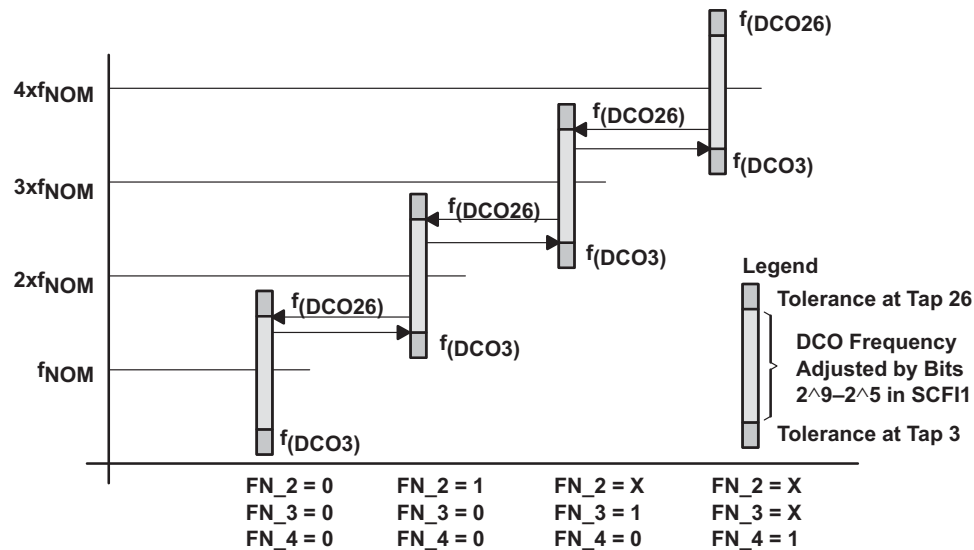 f(DCO26)
4xfNOM
f(DCO26)
f(DCO3)
3xfNOM
f(DCO26)
f(DCO3)
2xfNOM
f(DCO26)
f(DCO3)
fNOM
f(DCO3)
Legend
Tolerance at Tap 26
DCO Frequency
Adjusted by Bits
2^9–2^5 in SCFI1
Tolerance at Tap 3
FN_2 = 0 FN_2 = 1 FN_2 = X FN_2 = X
FN_3 = 0 FN_3 = 0 FN_3 = 1 FN_3 = X
FN_4 = 0 FN_4 = 0 FN_4 = 0 FN_4 = 1